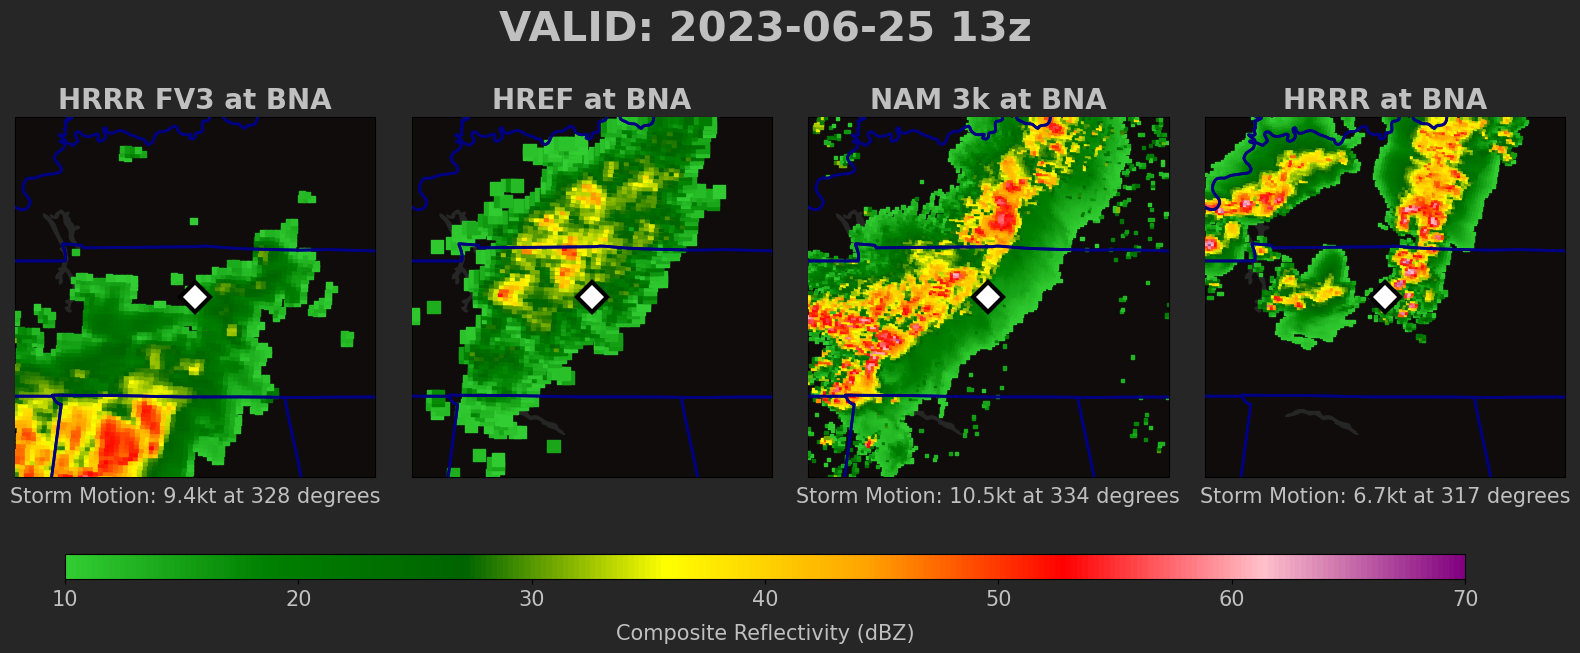 VALID: 2023-06-25 13z
HRRR FV3 at BNA
HREF at BNA
NAM 3k at BNA
HRRR at BNA
Storm Motion: 9.4kt at 328 degrees
Storm Motion: 10.5kt at 334 degrees
Storm Motion: 6.7kt at 317 degrees
10 20 30 40 50 60 70
Composite Reflectivity (dBZ)